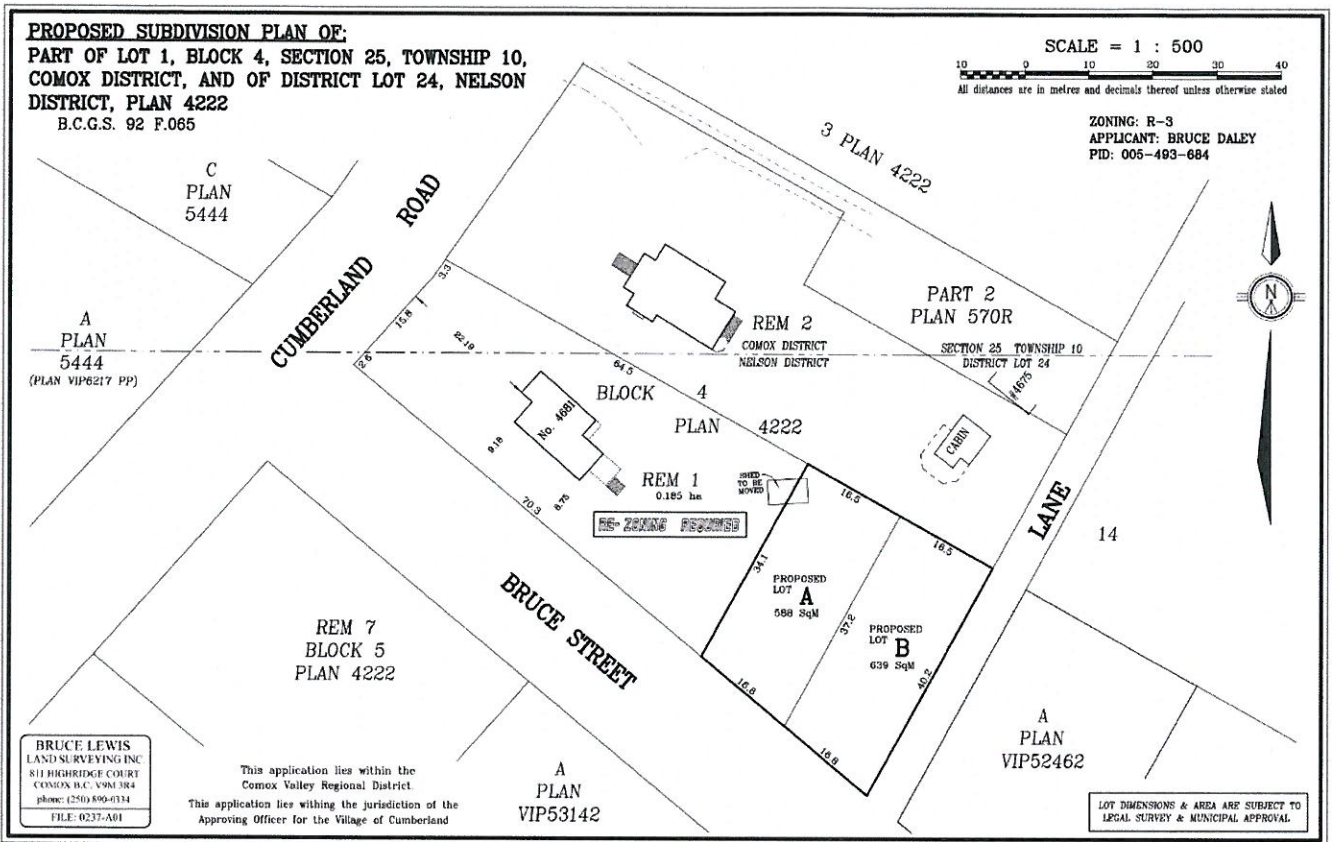 PROPOSED SUBDIVISION PLAN OF:
PART OF LOT 1, BLOCK 4, SECTION 25, TOWNSHIP 10,
COMOX DISTRICT, AND OF DISTRICT LOT 24, NELSON
DISTRICT, PLAN 4222
B.C.G.S. 92 F.065
SCALE = 1 : 500
10 0 10 20 30 40
All distances are in metres and decimals thereof unless otherwise stated
ZONING: R-3
APPLICANT: BRUCE DALEY
PID: 005-493-684
3 PLAN 4222
C
PLAN
5444
CUMBERLAND ROAD
A
PLAN
5444
(PLAN VIP6217 PP)
3.3
15.8
2.6
22.19
64.5
REM 2
COMOX DISTRICT
NELSON DISTRICT
PART 2
PLAN 570R
SECTION 25 TOWNSHIP 10
DISTRICT LOT 24
#4675
N
BLOCK 4
PLAN 4222
No. 4681
CABIN
9.18
8.75
70.3
REM 1
0.185 ha
SHED
TO BE
MOVED
RE-ZONING REQUIRED
16.5
16.5
LANE
14
34.1
PROPOSED
LOT A
588 SqM
37.2
PROPOSED
LOT B
639 SqM
40.2
16.8
16.8
BRUCE STREET
REM 7
BLOCK 5
PLAN 4222
A
PLAN
VIP52462
A
PLAN
VIP53142
BRUCE LEWIS
LAND SURVEYING INC.
811 HIGHRIDGE COURT
COMOX B.C. V9M 3R4
phone: (250) 890-0334
FILE: 0237-A01
This application lies within the
Comox Valley Regional District.
This application lies withing the jurisdiction of the
Approving Officer for the Village of Cumberland
LOT DIMENSIONS & AREA ARE SUBJECT TO
LEGAL SURVEY & MUNICIPAL APPROVAL